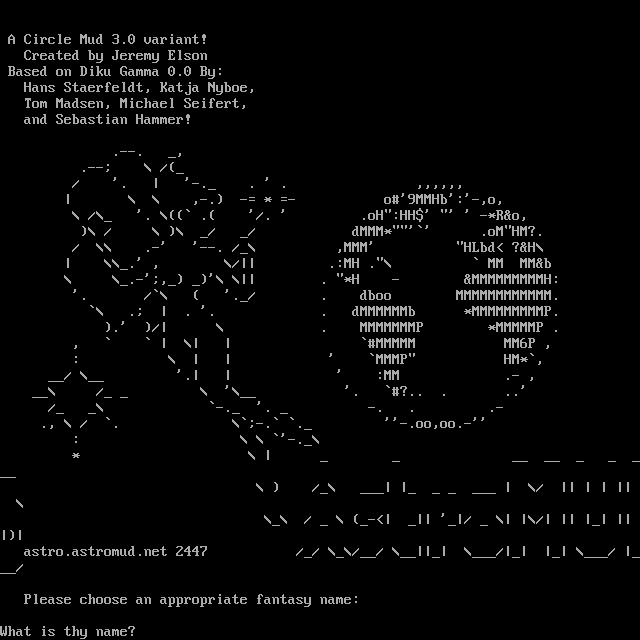 A Circle Mud 3.0 variant!
Created by Jeremy Elson
Based on Diku Gamma 0.0 By:
Hans Staerfeldt, Katja Nyboe,
Tom Madsen, Michael Seifert,
and Sebastian Hammer!
astro.astromud.net 2447
Please choose an appropriate fantasy name:
What is thy name?